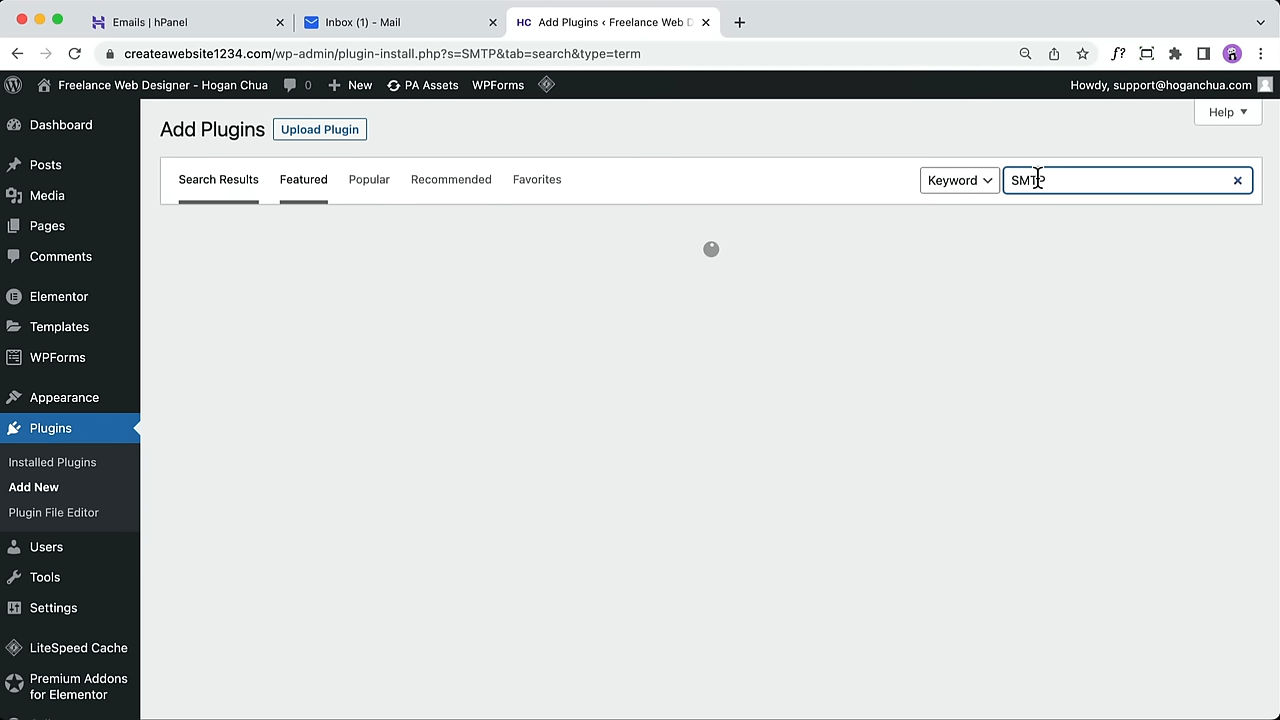 Emails | hPanel
Inbox (1) - Mail
HC Add Plugins ‹ Freelance Web D
createawebsite1234.com/wp-admin/plugin-install.php?s=SMTP&tab=search&type=term
f?
Freelance Web Designer - Hogan Chua
0
New
PA Assets
WPForms
Howdy, support@hoganchua.com
Dashboard
Posts
Media
Pages
Comments
Elementor
Templates
WPForms
Appearance
Plugins
Installed Plugins
Add New
Plugin File Editor
Users
Tools
Settings
LiteSpeed Cache
Premium Addons
for Elementor
Help
Add Plugins
Upload Plugin
Search Results
Featured
Popular
Recommended
Favorites
Keyword
SMTP